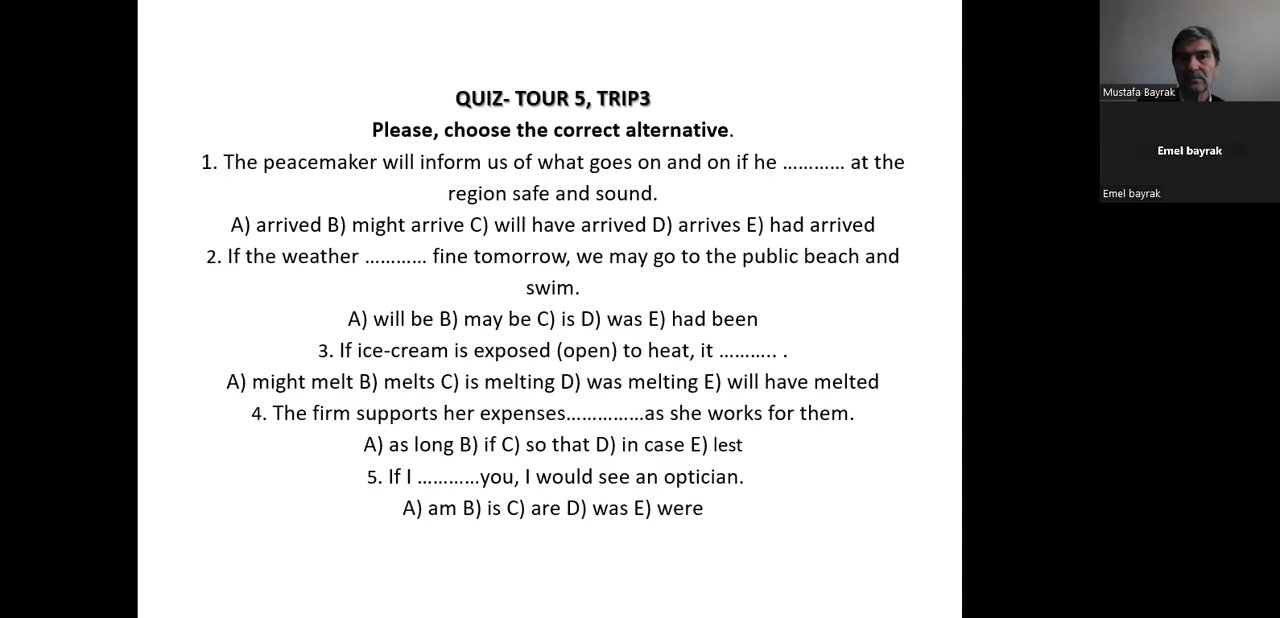 QUIZ- TOUR 5, TRIP3
Please, choose the correct alternative.
1. The peacemaker will inform us of what goes on and on if he ………… at the
region safe and sound.
A) arrived B) might arrive C) will have arrived D) arrives E) had arrived
2. If the weather ………… fine tomorrow, we may go to the public beach and
swim.
A) will be B) may be C) is D) was E) had been
3. If ice-cream is exposed (open) to heat, it ……….. .
A) might melt B) melts C) is melting D) was melting E) will have melted
4. The firm supports her expenses……………as she works for them.
A) as long B) if C) so that D) in case E) lest
5. If I …………you, I would see an optician.
A) am B) is C) are D) was E) were
Mustafa Bayrak
Emel bayrak
Emel bayrak